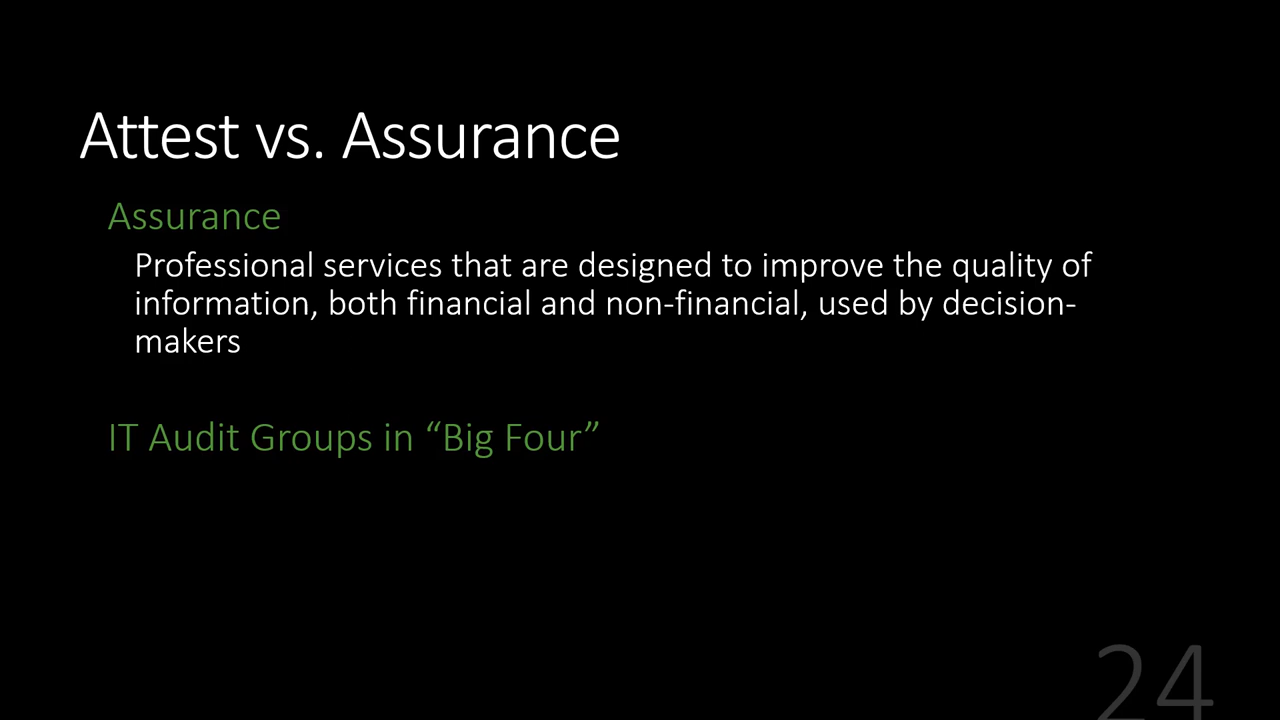 Attest vs. Assurance
Assurance
Professional services that are designed to improve the quality of
information, both financial and non-financial, used by decision-
makers
IT Audit Groups in “Big Four”
24